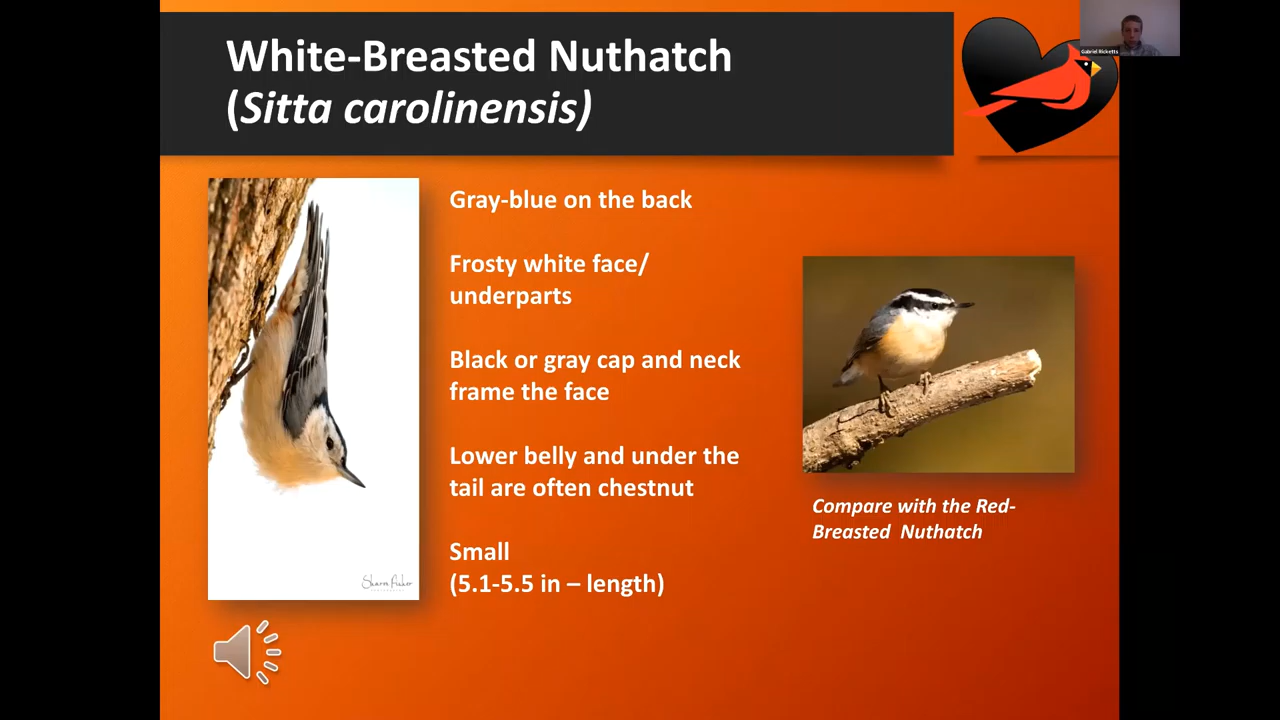 White-Breasted Nuthatch
(Sitta carolinensis)
Gabriel Ricketts
Gray-blue on the back
Frosty white face/
underparts
Black or gray cap and neck
frame the face
Lower belly and under the
tail are often chestnut
Small
(5.1-5.5 in – length)
Compare with the Red-
Breasted Nuthatch